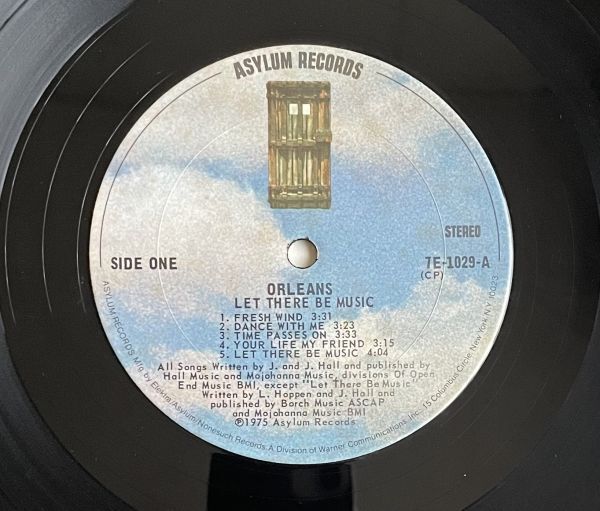 ASYLUM RECORDS
STEREO
SIDE ONE
7E-1029-A
(CP)
ORLEANS
LET THERE BE MUSIC
1. FRESH WIND 3:31
2. DANCE WITH ME 3:23
3. TIME PASSES ON 3:33
4. YOUR LIFE MY FRIEND 3:15
5. LET THERE BE MUSIC 4:04
All Songs Written by J. and J. Hall and published by
Hall Music and Mojohanna Music, divisions Of Open
End Music BMI, except "Let There Be Music"
Written by L. Hoppen and J. Hall and
published by Borch Music ASCAP
and Mojohanna Music BMI
Ⓟ1975 Asylum Records
ASYLUM RECORDS Mfg. by Elektra/Asylum/Nonesuch Records A Division of Warner Communications, Inc. 15 Columbus Circle, New York, N.Y. 10023